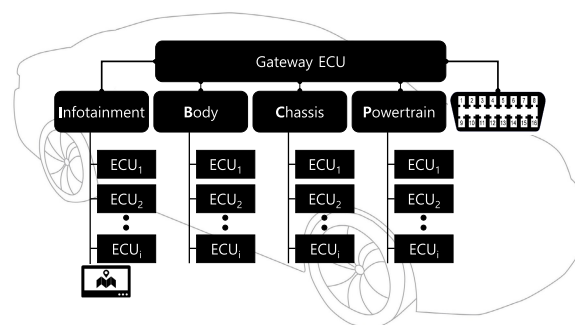 Gateway ECU
Infotainment Body Chassis Powertrain
1 2 3 4 5 6 7 8
9 10 11 12 13 14 15 16
ECU1 ECU1 ECU1 ECU1
ECU2 ECU2 ECU2 ECU2
ECUi ECUi ECUi ECUi